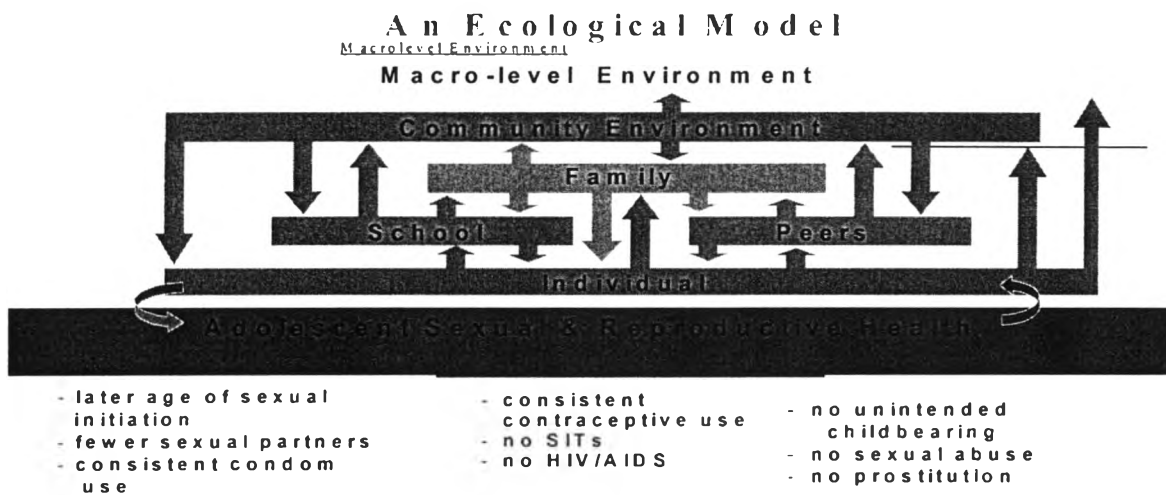 An Ecological Model
Macrolevel Environment
Macro-level Environment
Community Environment
Family
School
Peers
Individual
Adolescent Sexual & Reproductive Health
- later age of sexual
initiation
- fewer sexual partners
- consistent condom
use
- consistent
contraceptive use
- no SITs
- no HIV/AIDS
- no unintended
childbearing
- no sexual abuse
- no prostitution